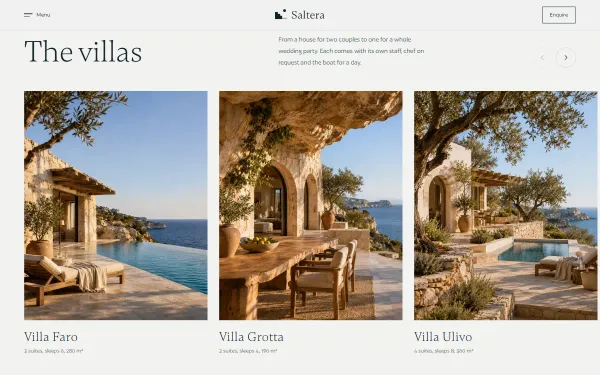 Menu
Saltera
Enquire
The villas
From a house for two couples to one for a whole
wedding party. Each comes with its own staff, chef on
request and the boat for a day.
Villa Faro
3 suites, sleeps 6, 280 m²
Villa Grotta
2 suites, sleeps 4, 190 m²
Villa Ulivo
4 suites, sleeps 8, 360 m²